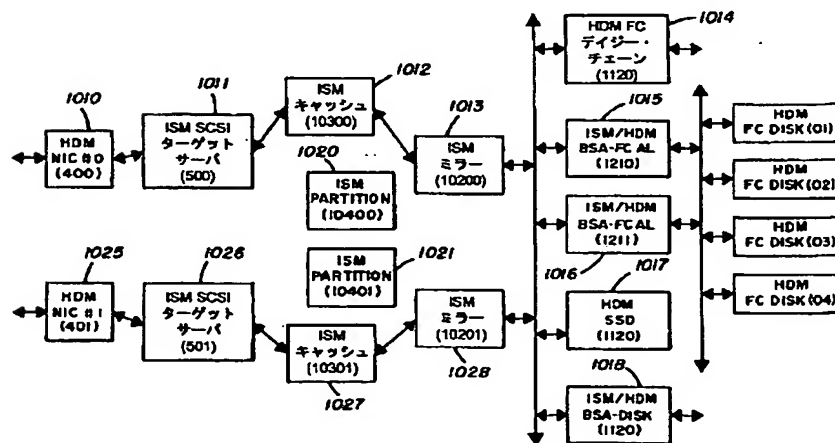 1010
HDM
NIC #0
(400)
1011
ISM SCSI
ターゲット
サーバ
(500)
1012
ISM
キャッシュ
(10300)
1013
ISM
ミラー
(10200)
1020
ISM
PARTITION
(10400)
1014
HDM FC
デイジー・
チェーン
(1120)
1015
ISM/HDM
BSA-FC AL
(1210)
HDM
FC DISK(01)
HDM
FC DISK(02)
HDM
FC DISK(03)
HDM
FC DISK(04)
1025
HDM
NIC #1
(401)
1026
ISM SCSI
ターゲット
サーバ
(501)
1021
ISM
PARTITION
(10401)
ISM
キャッシュ
(10301)
1027
ISM
ミラー
(10201)
1028
ISM/HDM
BSA-FC AL
(1211)
1016
1017
HDM
SSD
(1120)
1018
ISM/HDM
BSA-DISK
(1120)